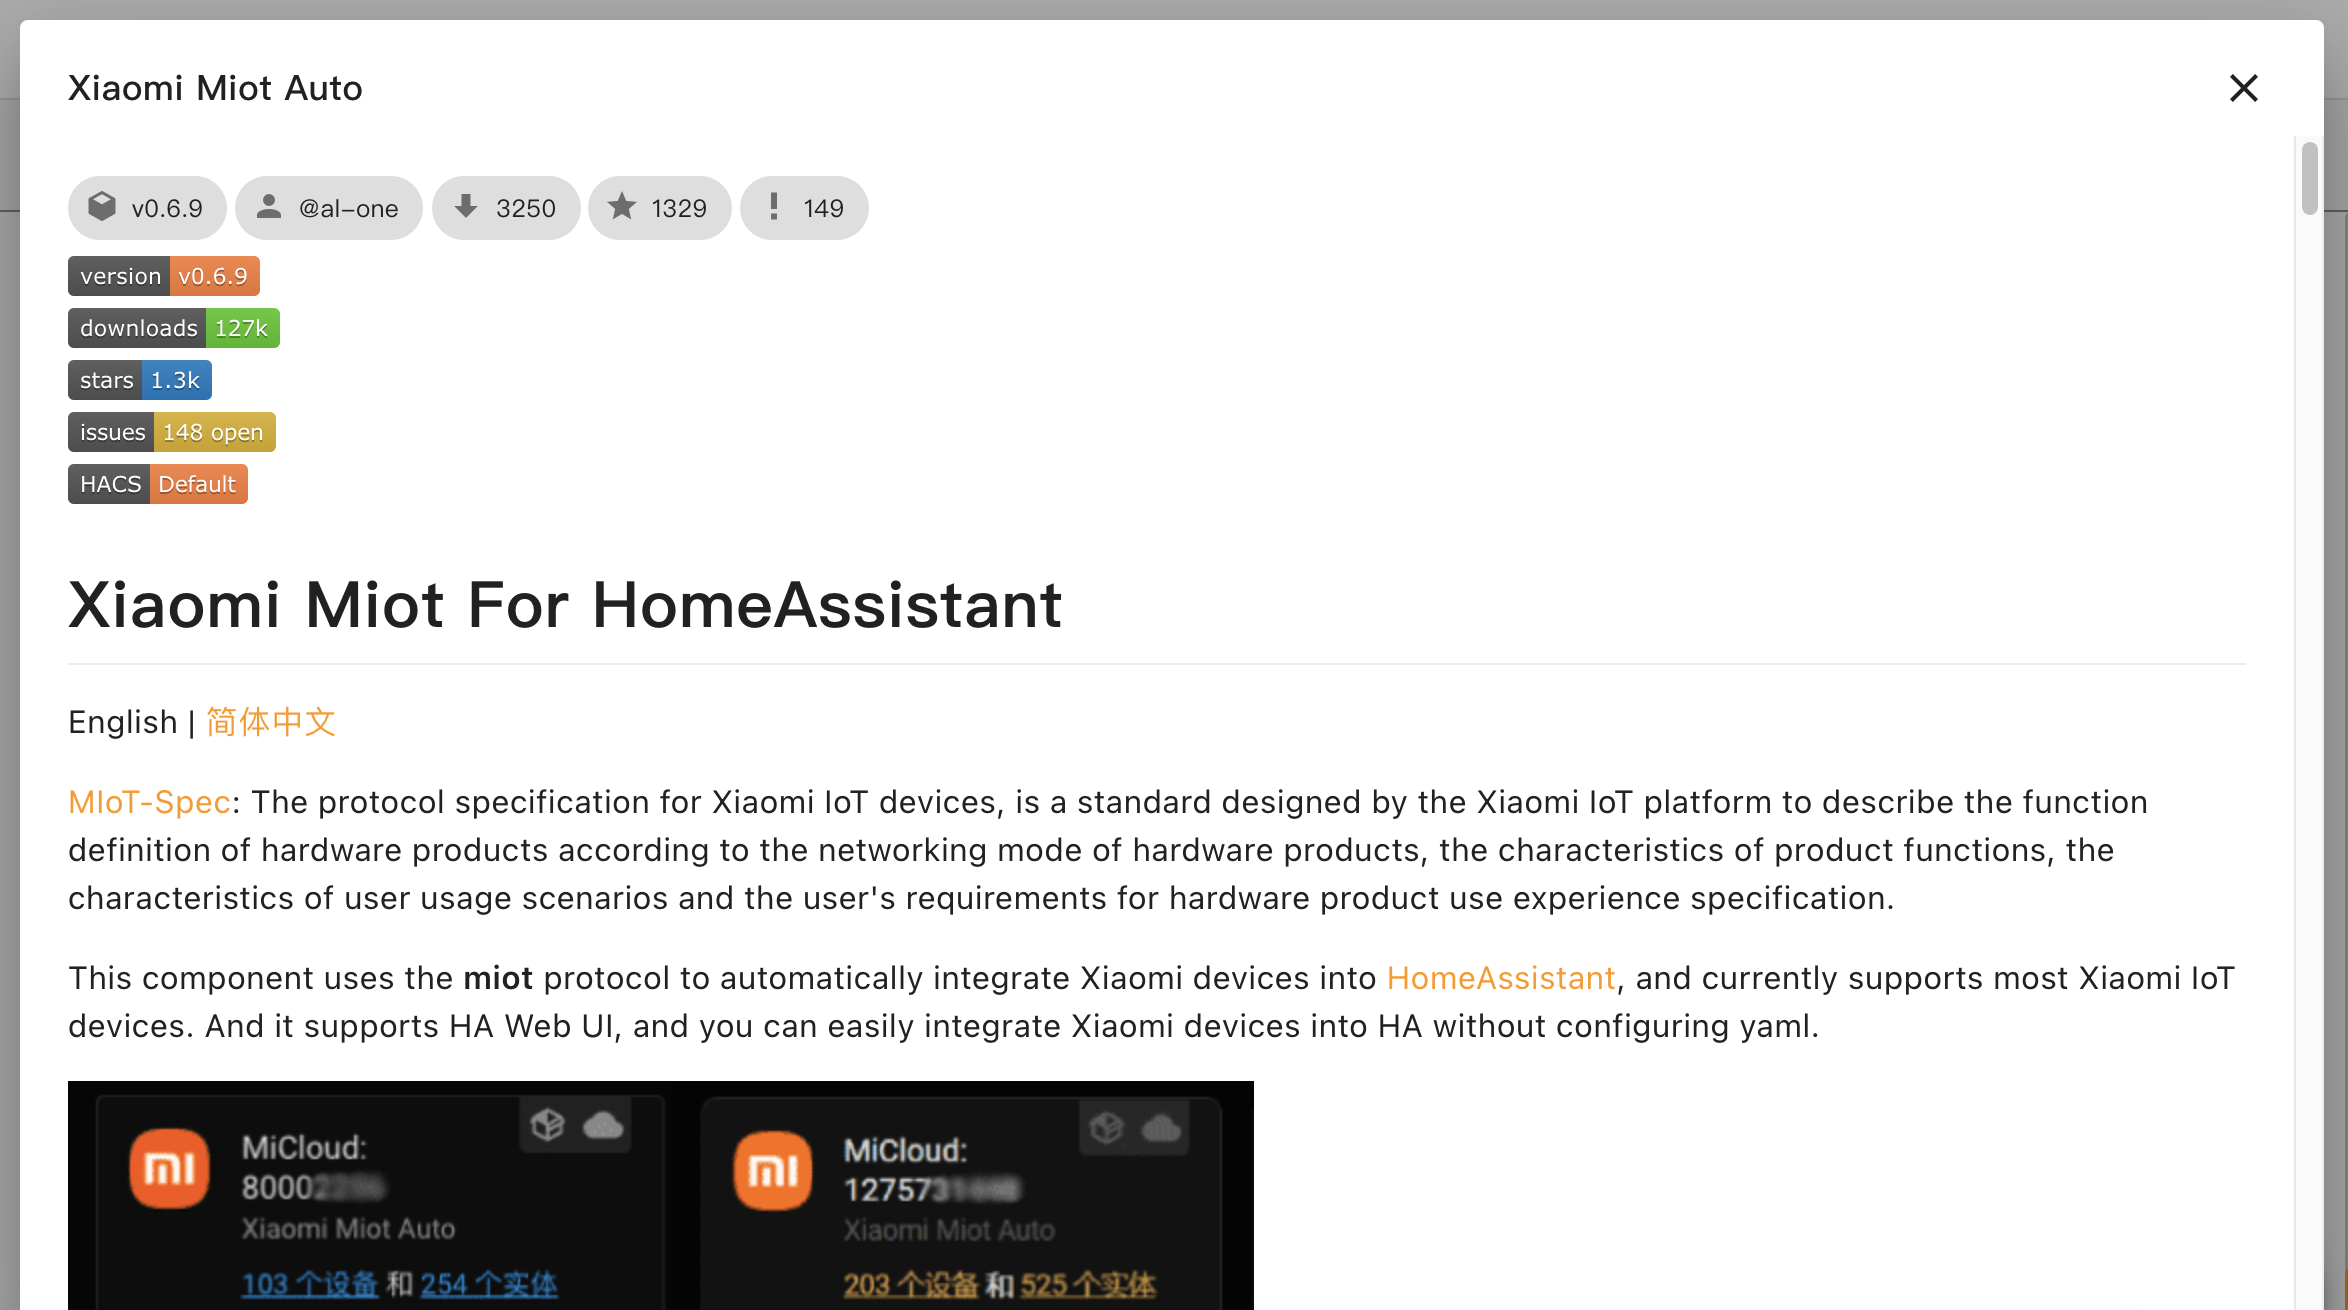 Xiaomi Miot Auto
v0.6.9 @al-one 3250 1329 149
version v0.6.9
downloads 127k
stars 1.3k
issues 148 open
HACS Default
Xiaomi Miot For HomeAssistant
English | 简体中文
MIoT-Spec: The protocol specification for Xiaomi IoT devices, is a standard designed by the Xiaomi IoT platform to describe the function
definition of hardware products according to the networking mode of hardware products, the characteristics of product functions, the
characteristics of user usage scenarios and the user's requirements for hardware product use experience specification.
This component uses the miot protocol to automatically integrate Xiaomi devices into HomeAssistant, and currently supports most Xiaomi IoT
devices. And it supports HA Web UI, and you can easily integrate Xiaomi devices into HA without configuring yaml.
MiCloud:
80002
Xiaomi Miot Auto
103 个设备 和 254 个实体
MiCloud:
12757
Xiaomi Miot Auto
203 个设备 和 525 个实体